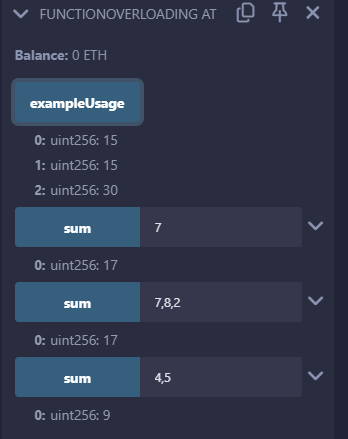 FUNCTIONOVERLOADING AT
Balance: 0 ETH
exampleUsage
0: uint256: 15
1: uint256: 15
2: uint256: 30
sum 7
0: uint256: 17
sum 7,8,2
0: uint256: 17
sum 4,5
0: uint256: 9